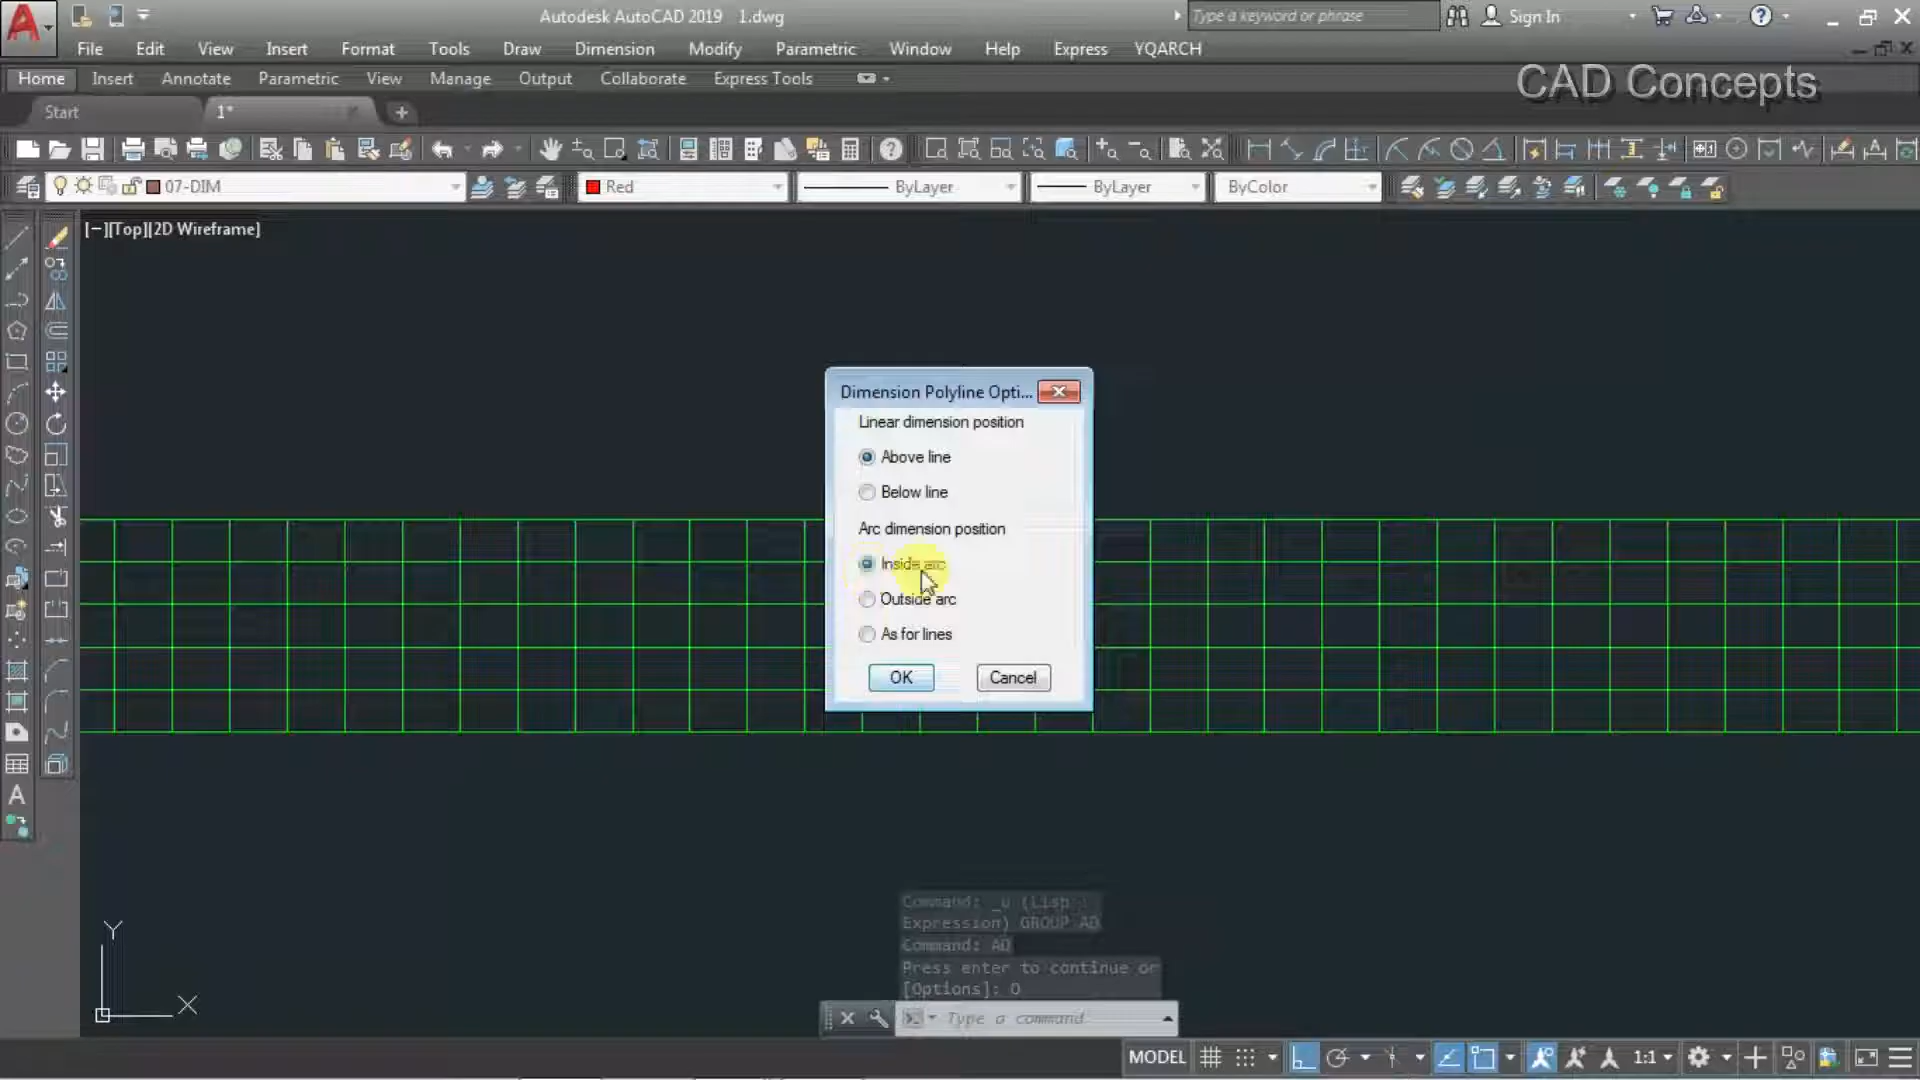 Autodesk AutoCAD 2019 1.dwg
Type a keyword or phrase
Sign In
File Edit View Insert Format Tools Draw Dimension Modify Parametric Window Help Express YQARCH
Home Insert Annotate Parametric View Manage Output Collaborate Express Tools
CAD Concepts
Start 1*
07-DIM Red ByLayer ByLayer ByColor
[−][Top][2D Wireframe]
Dimension Polyline Opti...
Linear dimension position
Above line
Below line
Arc dimension position
Inside arc
Outside arc
As for lines
OK Cancel
Command: _u (Lisp
Expression) GROUP AD
Command: AD
Press enter to continue or
[Options]: O
Type a command
Y
X
MODEL 1:1